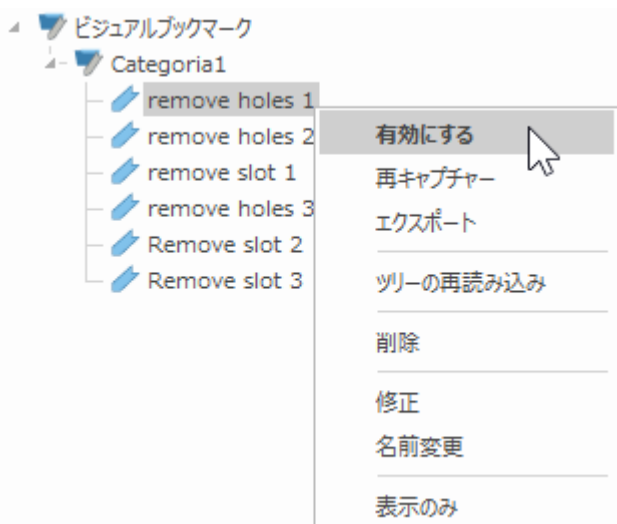 ビジュアルブックマーク
Categoria1
remove holes 1
remove holes 2
remove slot 1
remove holes 3
Remove slot 2
Remove slot 3
有効にする
再キャプチャー
エクスポート
ツリーの再読み込み
削除
修正
名前変更
表示のみ